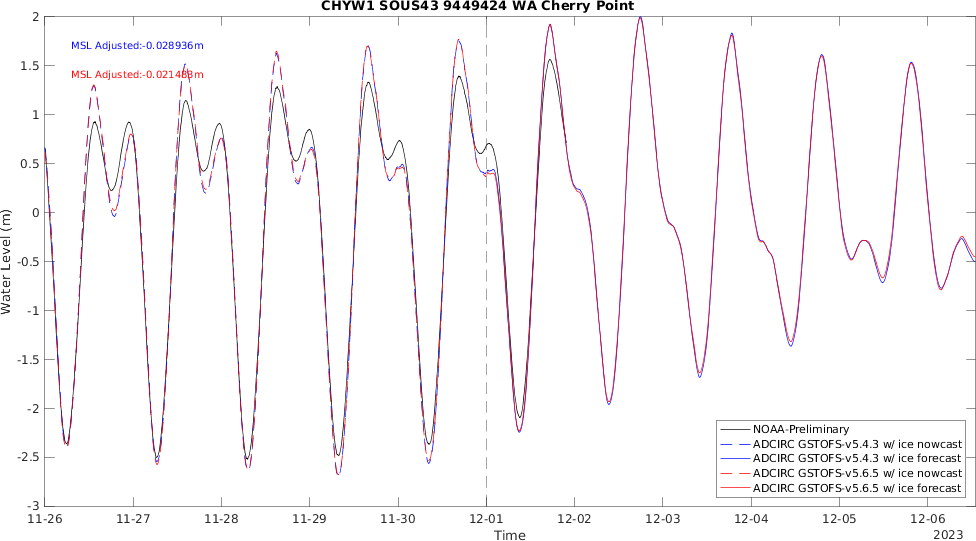 CHYW1 SOUS43 9449424 WA Cherry Point
MSL Adjusted:-0.028936m
MSL Adjusted:-0.021483m
Water Level (m)
2
1.5
1
0.5
0
-0.5
-1
-1.5
-2
-2.5
-3
NOAA-Preliminary
ADCIRC GSTOFS-v5.4.3 w/ ice nowcast
ADCIRC GSTOFS-v5.4.3 w/ ice forecast
ADCIRC GSTOFS-v5.6.5 w/ ice nowcast
ADCIRC GSTOFS-v5.6.5 w/ ice forecast
11-26 11-27 11-28 11-29 11-30 12-01 12-02 12-03 12-04 12-05 12-06
Time
2023